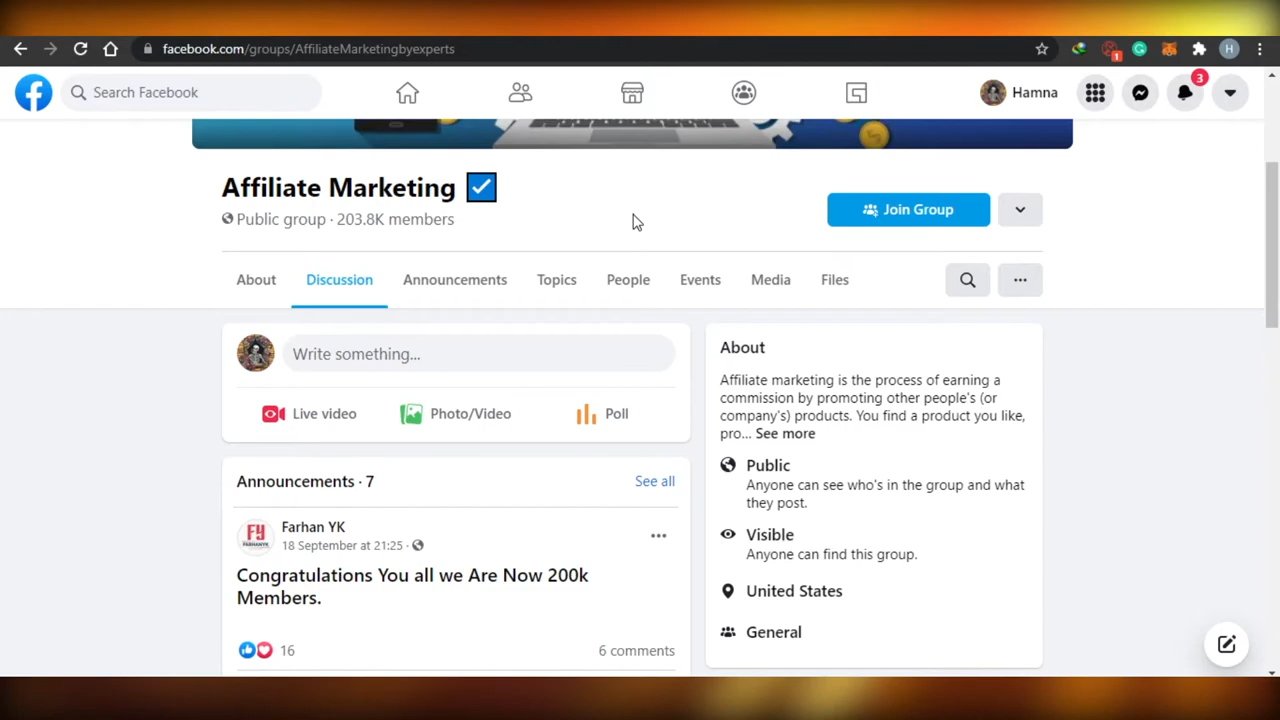 facebook.com/groups/AffiliateMarketingbyexperts
1
H
Search Facebook
Hamna
3
Affiliate Marketing
Public group · 203.8K members
Join Group
About
Discussion
Announcements
Topics
People
Events
Media
Files
Write something...
Live video
Photo/Video
Poll
Announcements · 7
See all
FY
FARHANYK
Farhan YK
18 September at 21:25 ·
Congratulations You all we Are Now 200k
Members.
16
6 comments
About
Affiliate marketing is the process of earning a
commission by promoting other people's (or
company's) products. You find a product you like,
pro... See more
Public
Anyone can see who's in the group and what
they post.
Visible
Anyone can find this group.
United States
General